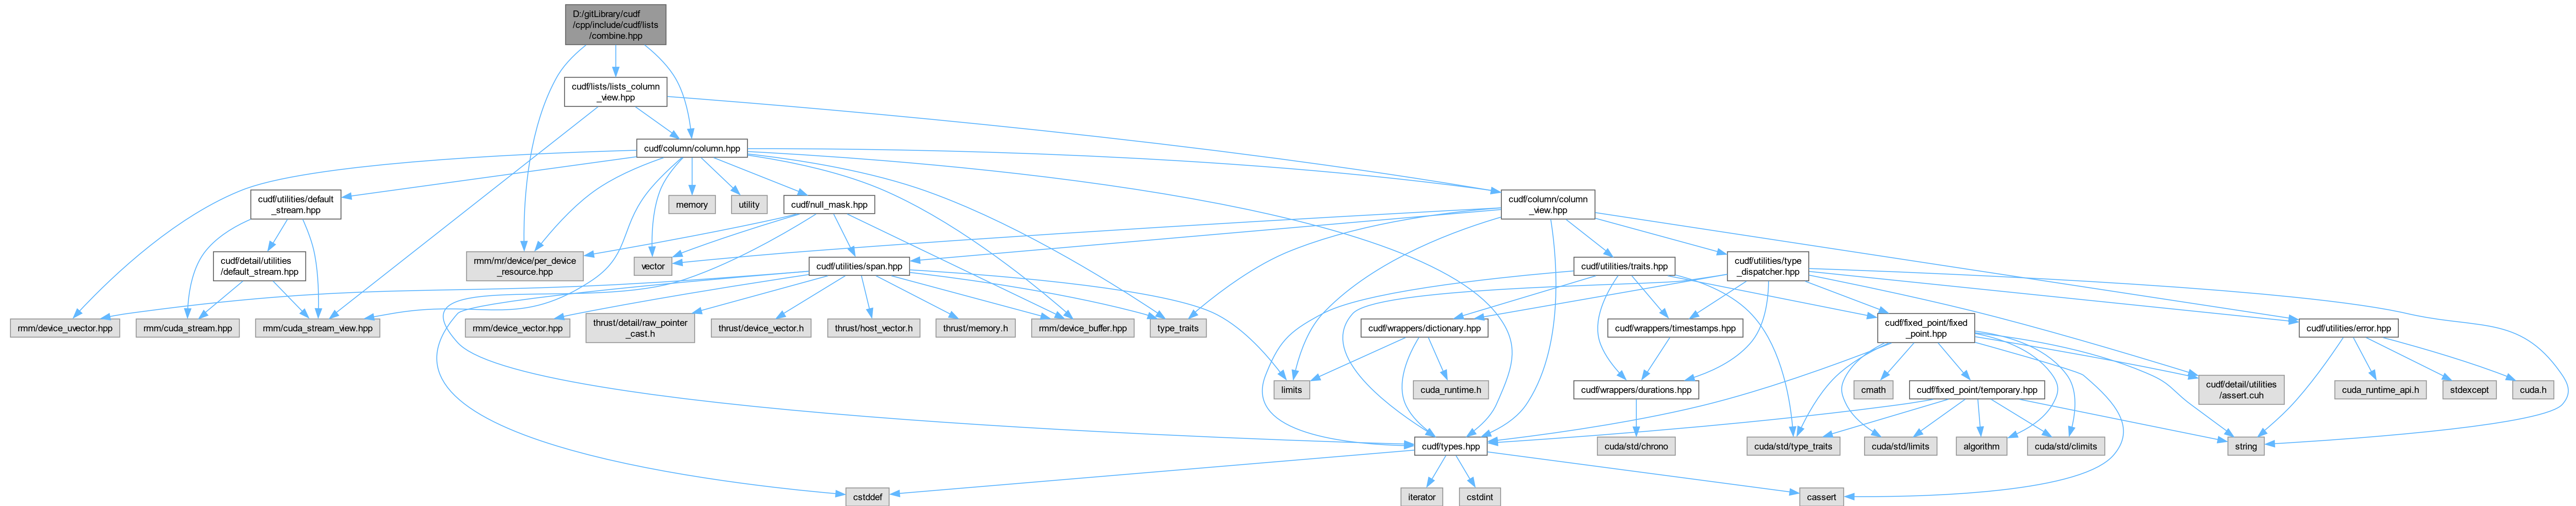 D:/gitLibrary/cudf
/cpp/include/cudf/lists
/combine.hpp
cudf/lists/lists_column
_view.hpp
cudf/column/column.hpp
cudf/utilities/default
_stream.hpp
memory
utility
cudf/null_mask.hpp
cudf/column/column
_view.hpp
cudf/detail/utilities
/default_stream.hpp
rmm/mr/device/per_device
_resource.hpp
vector
cudf/utilities/span.hpp
cudf/utilities/traits.hpp
cudf/utilities/type
_dispatcher.hpp
rmm/device_uvector.hpp
rmm/cuda_stream.hpp
rmm/cuda_stream_view.hpp
rmm/device_vector.hpp
thrust/detail/raw_pointer
_cast.h
thrust/device_vector.h
thrust/host_vector.h
thrust/memory.h
rmm/device_buffer.hpp
type_traits
cudf/wrappers/dictionary.hpp
cudf/wrappers/timestamps.hpp
cudf/fixed_point/fixed
_point.hpp
cudf/utilities/error.hpp
limits
cuda_runtime.h
cudf/wrappers/durations.hpp
cmath
cudf/fixed_point/temporary.hpp
cudf/detail/utilities
/assert.cuh
cuda_runtime_api.h
stdexcept
cuda.h
cudf/types.hpp
cuda/std/chrono
cuda/std/type_traits
cuda/std/limits
algorithm
cuda/std/climits
string
cstddef
iterator
cstdint
cassert